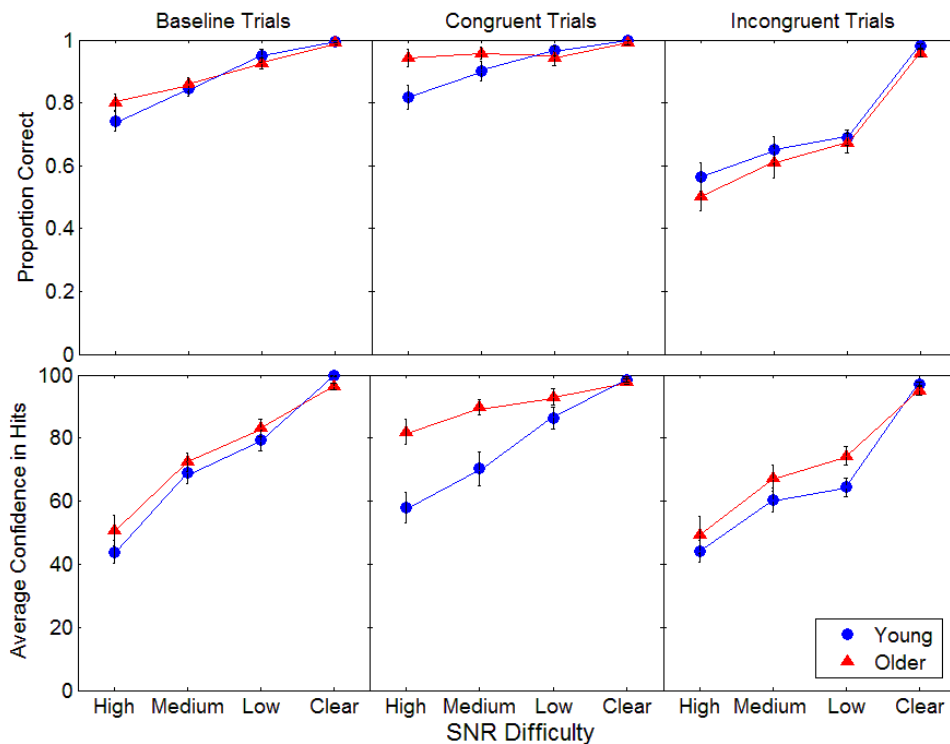 Baseline Trials Congruent Trials Incongruent Trials
Proportion Correct
1
0.8
0.6
0.4
0.2
0
Average Confidence in Hits
100
80
60
40
20
0
Young
Older
High Medium Low Clear High Medium Low Clear High Medium Low Clear
SNR Difficulty